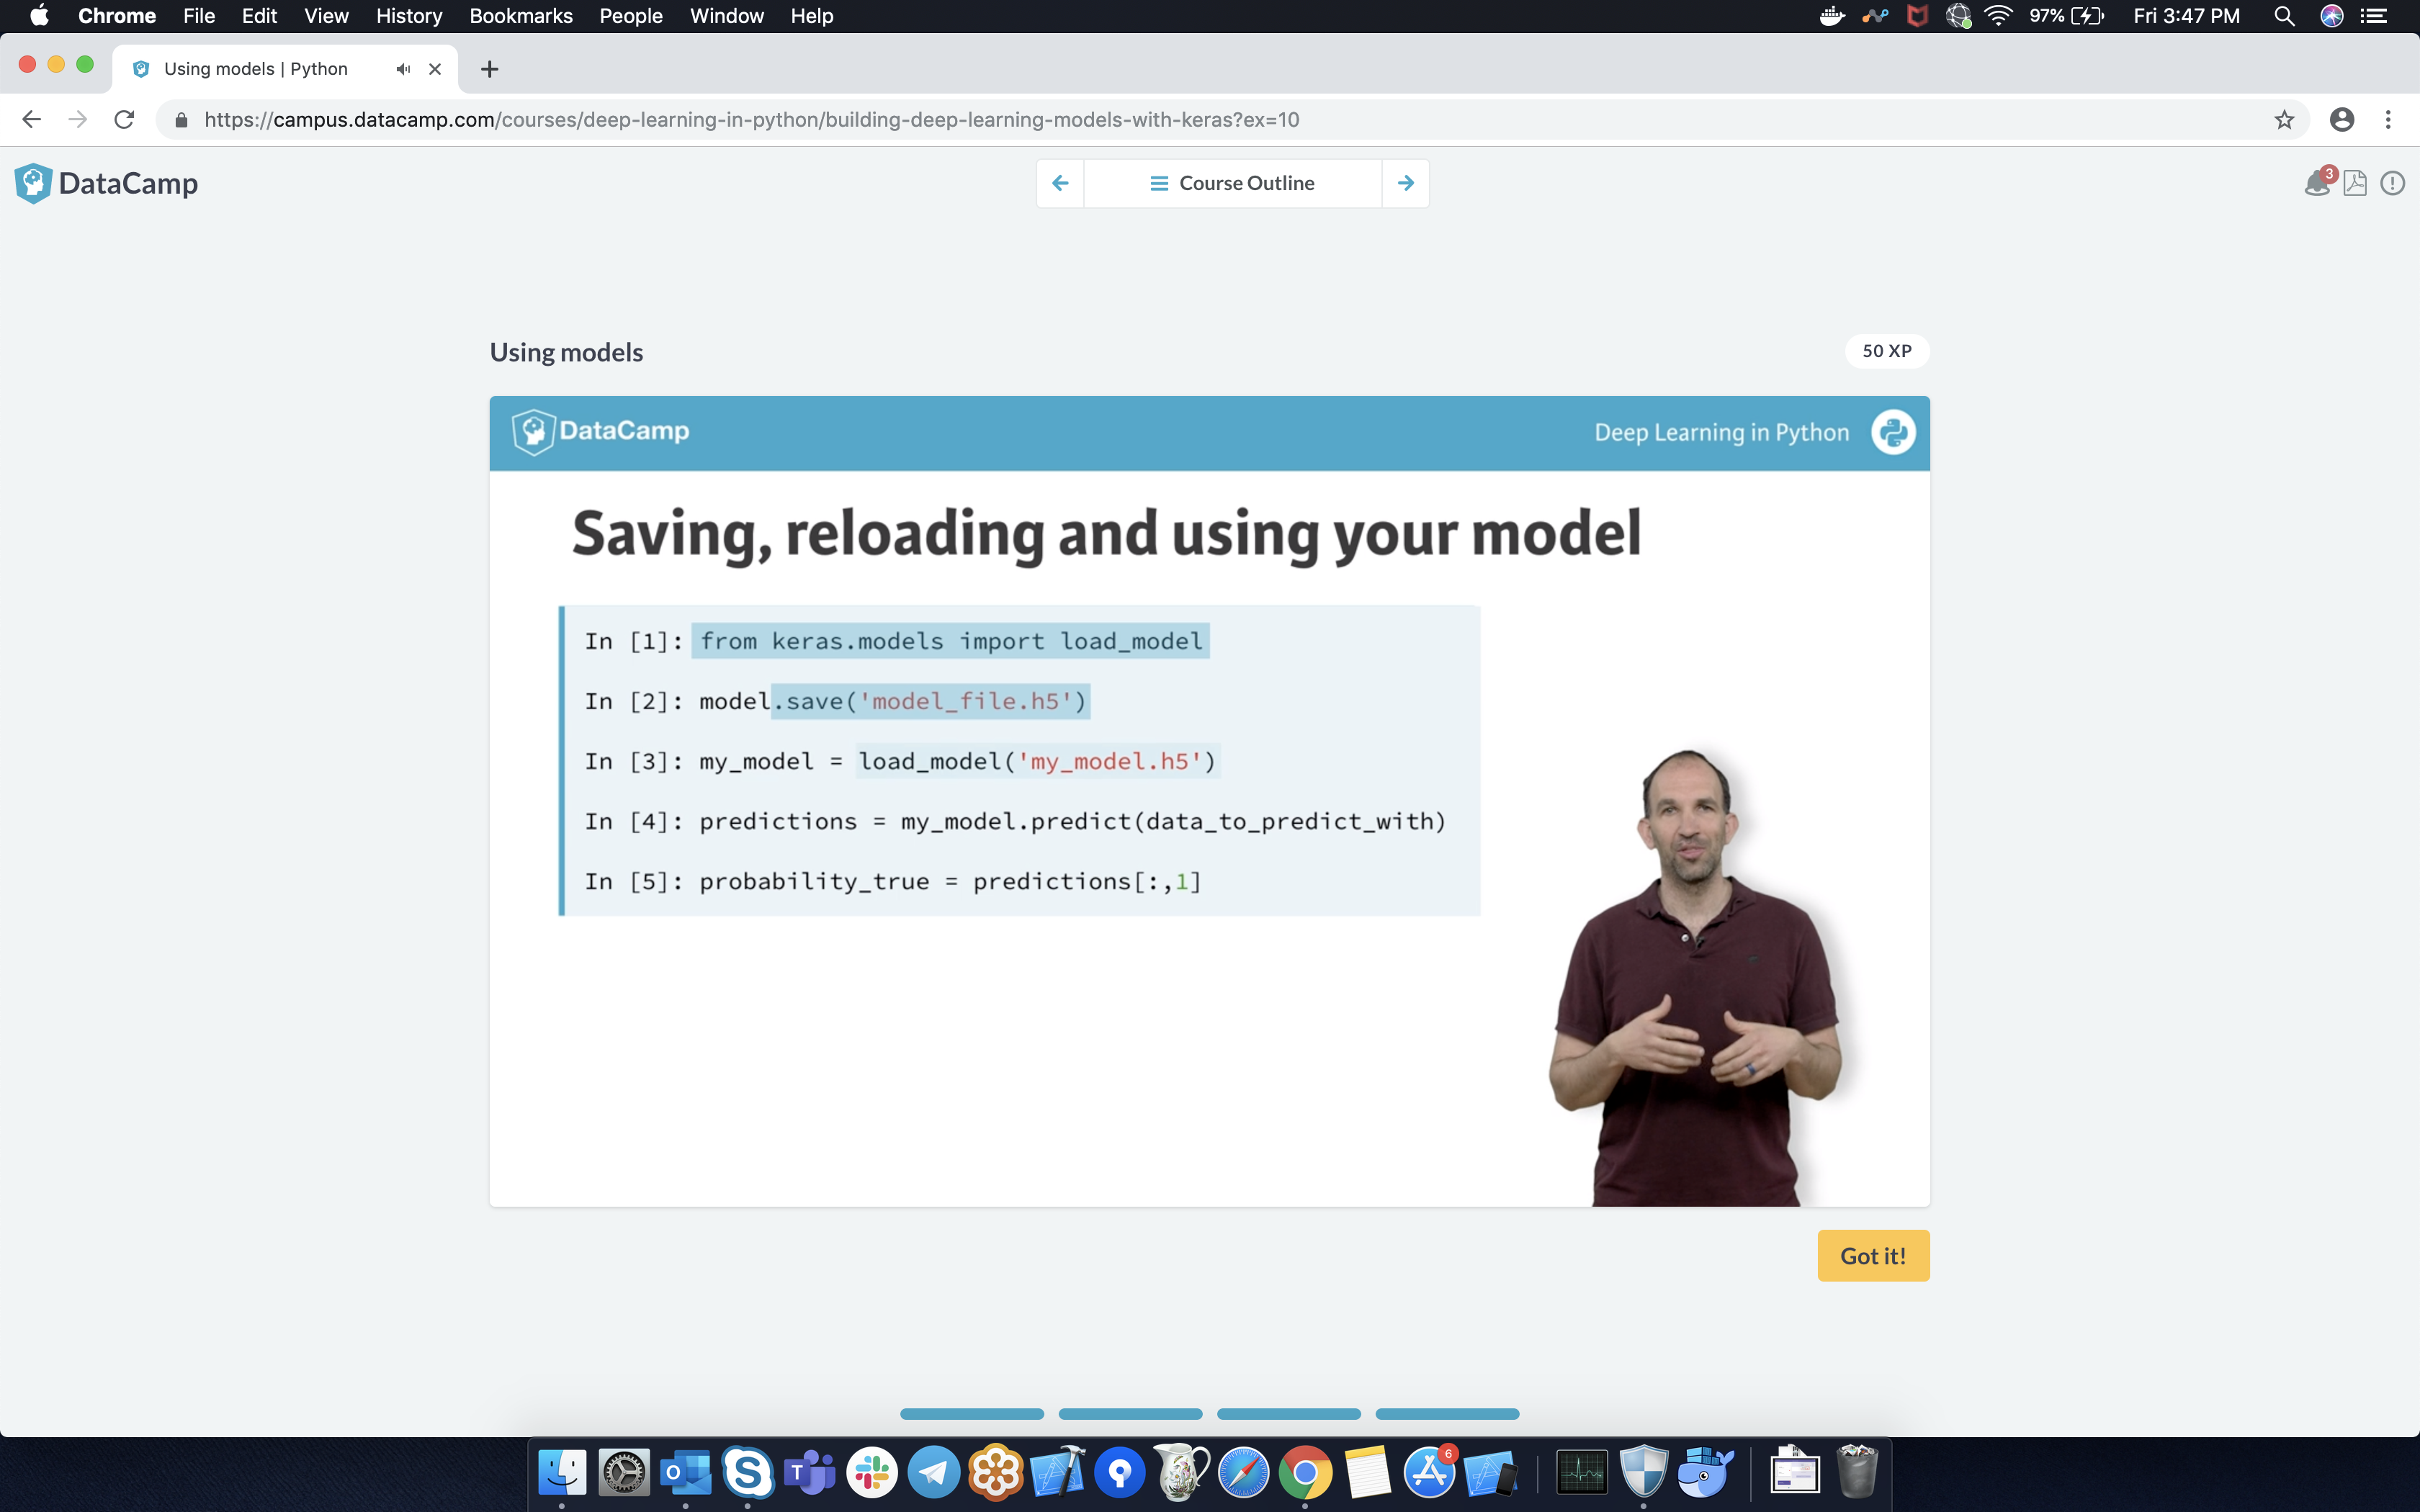 Chrome File Edit View History Bookmarks People Window Help
97% Fri 3:47 PM
Using models | Python
https://campus.datacamp.com/courses/deep-learning-in-python/building-deep-learning-models-with-keras?ex=10
DataCamp
Course Outline
3
Using models
50 XP
DataCamp
Deep Learning in Python
Saving, reloading and using your model
In [1]: from keras.models import load_model
In [2]: model.save('model_file.h5')
In [3]: my_model = load_model('my_model.h5')
In [4]: predictions = my_model.predict(data_to_predict_with)
In [5]: probability_true = predictions[:,1]
Got it!
6